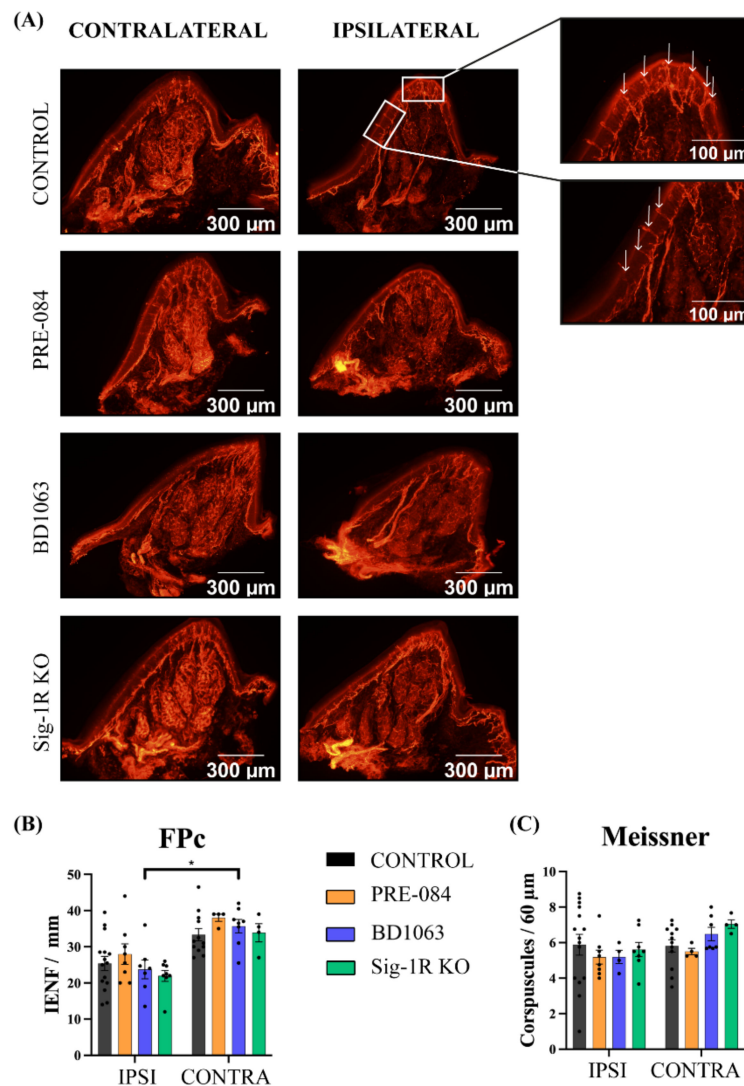 (A)
CONTRALATERAL IPSILATERAL
CONTROL
300 µm 300 µm
100 µm
100 µm
PRE-084
300 µm 300 µm
BD1063
300 µm 300 µm
Sig-1R KO
300 µm 300 µm
(B)
FPc
*
IENF / mm
50
40
30
20
10
0
IPSI CONTRA
CONTROL
PRE-084
BD1063
Sig-1R KO
(C)
Meissner
Corspuscules / 60 µm
10
8
6
4
2
0
IPSI CONTRA